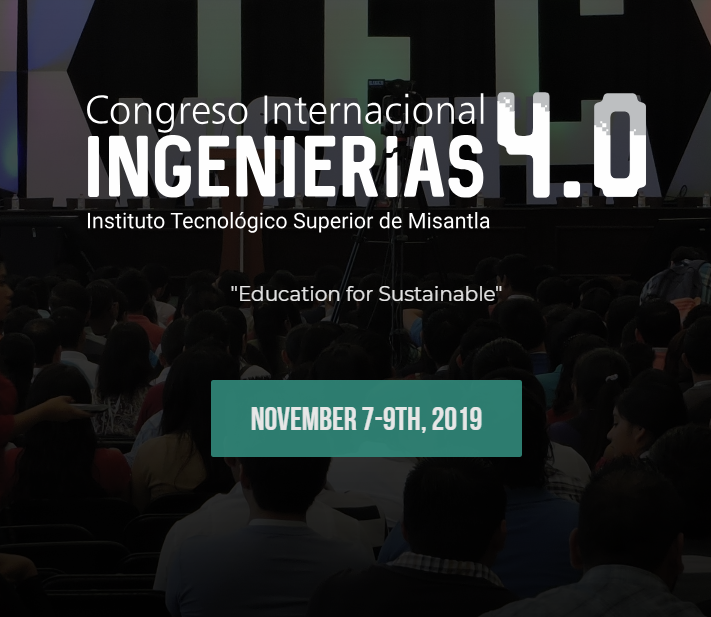 Congreso Internacional
INGENIERíAS 4.0
Instituto Tecnológico Superior de Misantla
"Education for Sustainable"
NOVEMBER 7-9TH, 2019